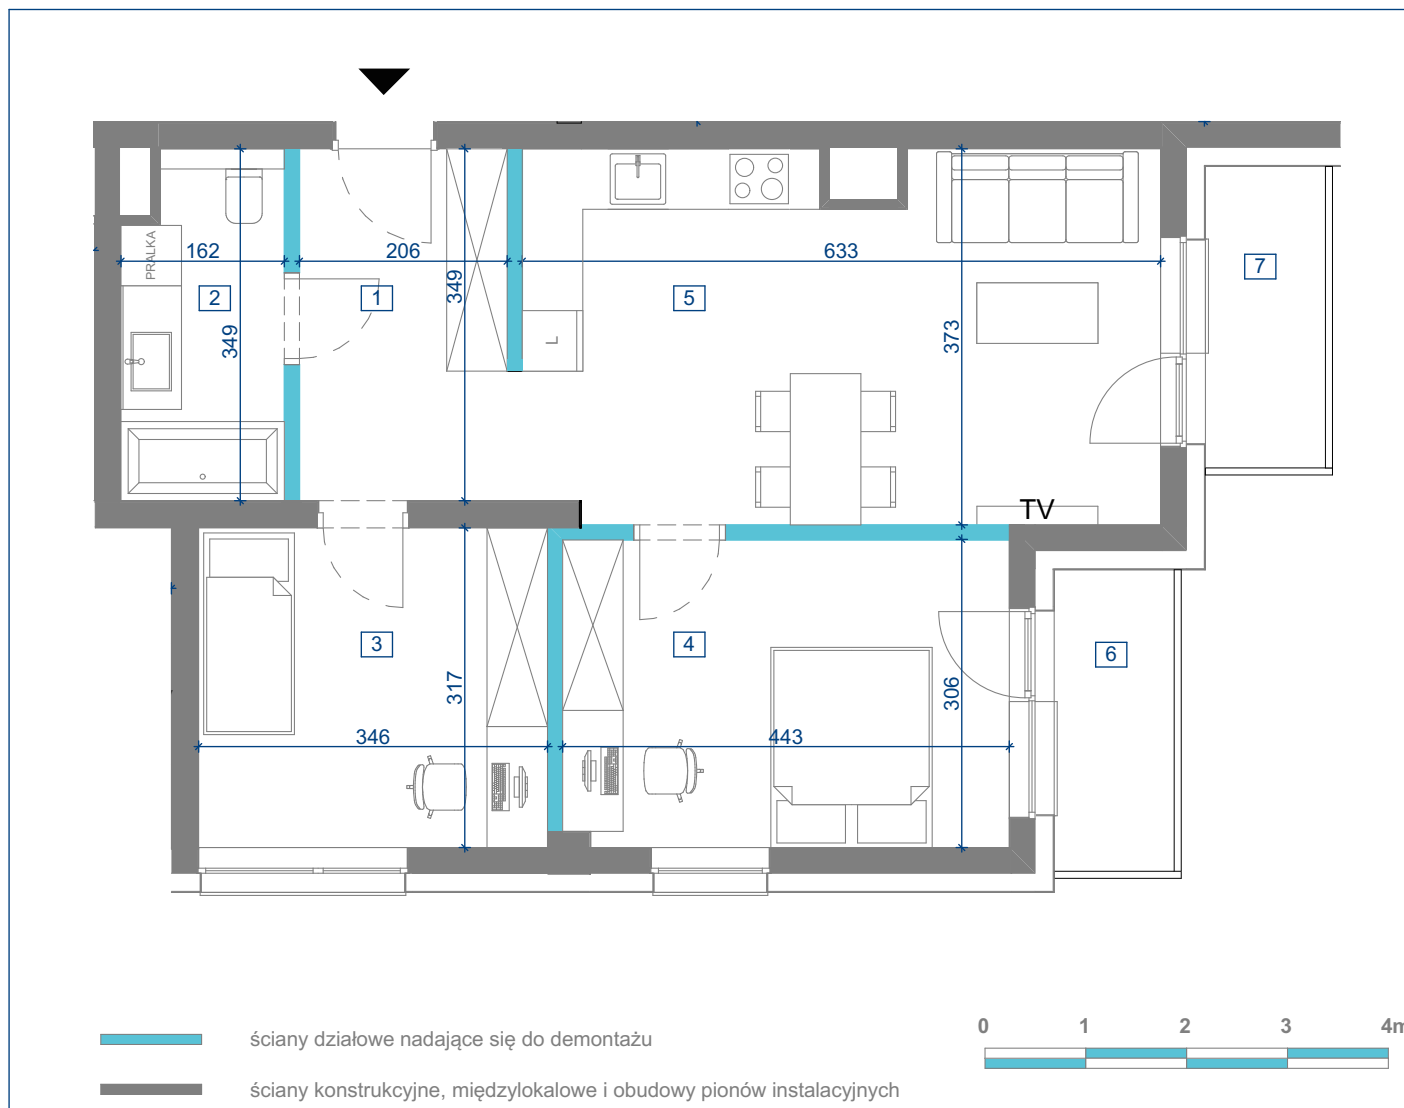 162
206
633
PRALKA
2
1
349
5
7
349
373
L
TV
3
4
6
317
306
346
443
0 1 2 3 4m
ściany działowe nadające się do demontażu
ściany konstrukcyjne, międzylokalowe i obudowy pionów instalacyjnych